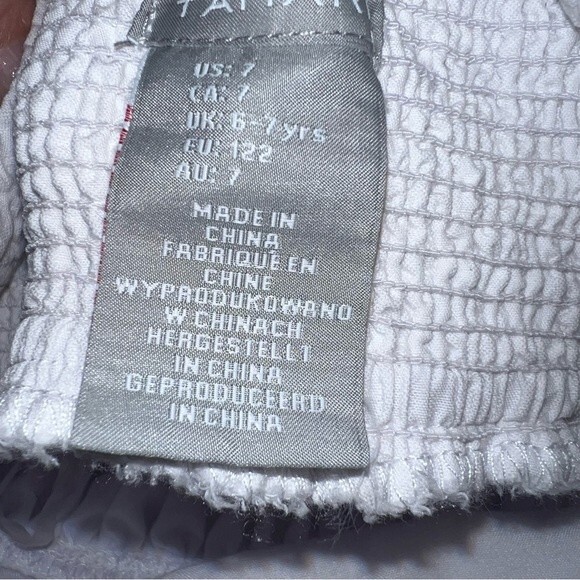 US: 7
CA: 7
UK: 6-7 yrs
EU: 122
AU: 7
MADE IN
CHINA
FABRIQUÉ EN
CHINE
WYPRODUKOWANO
W CHINACH
HERGESTELLT
IN CHINA
GEPRODUCEERD
IN CHINA